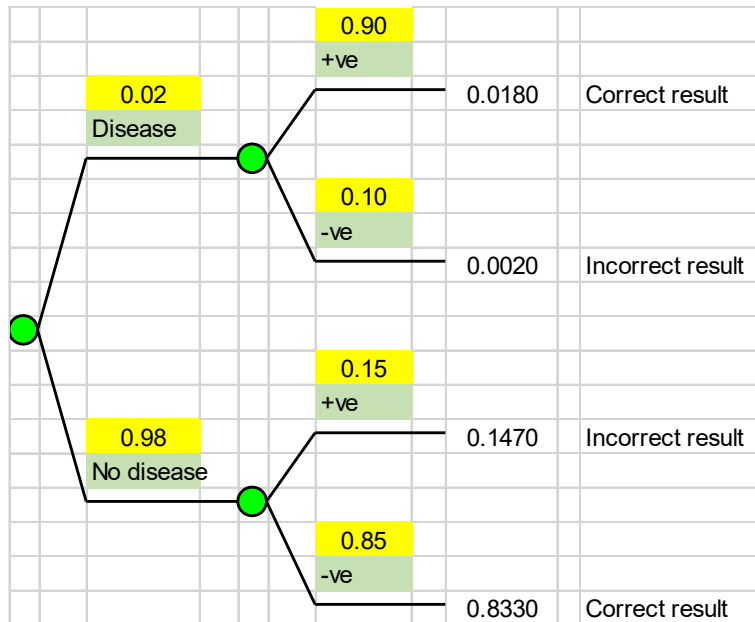 0.90
+ve
0.02
0.0180 Correct result
Disease
0.10
-ve
0.0020 Incorrect result
0.15
+ve
0.98
0.1470 Incorrect result
No disease
0.85
-ve
0.8330 Correct result